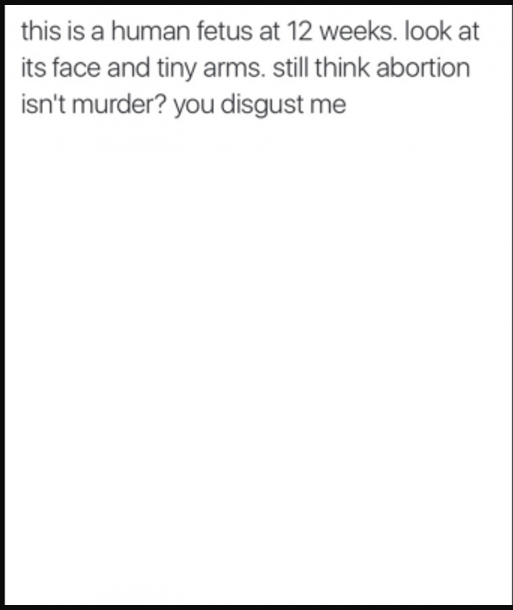 this is a human fetus at 12 weeks. look at
its face and tiny arms. still think abortion
isn't murder? you disgust me